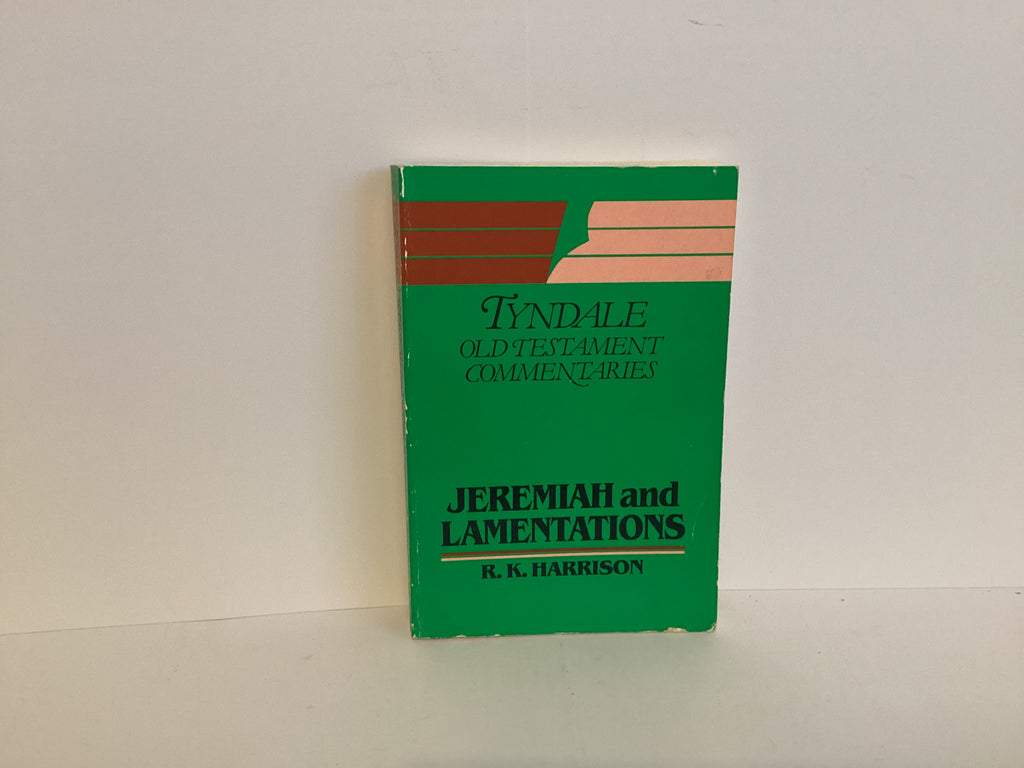 TYNDALE
OLD TESTAMENT
COMMENTARIES
JEREMIAH and
LAMENTATIONS
R. K. HARRISON